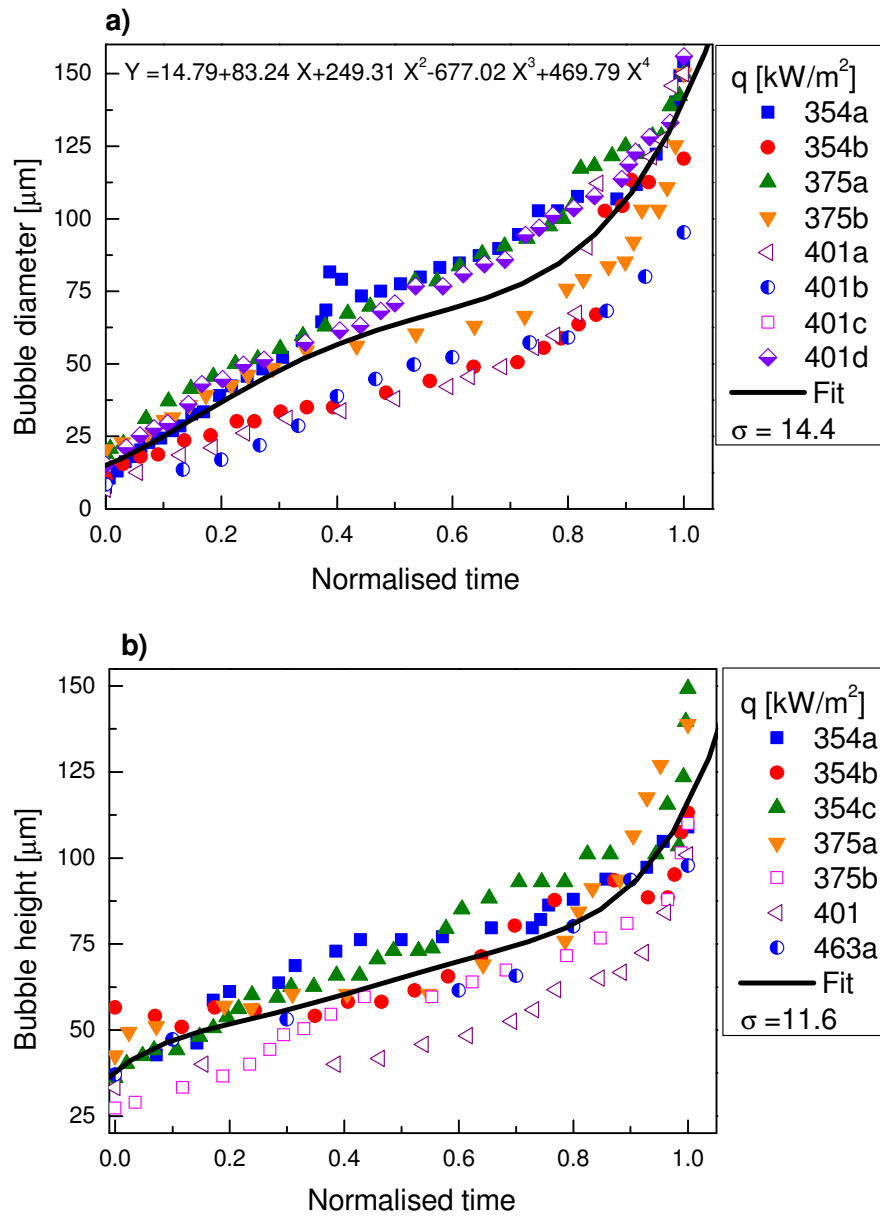 a)
Y =14.79+83.24 X+249.31 X²-677.02 X³+469.79 X⁴
150
125
100
75
50
25
0
Bubble diameter [μm]
0.0 0.2 0.4 0.6 0.8 1.0
Normalised time
q [kW/m²]
354a
354b
375a
375b
401a
401b
401c
401d
Fit
σ = 14.4
b)
150
125
100
75
50
25
Bubble height [μm]
0.0 0.2 0.4 0.6 0.8 1.0
Normalised time
q [kW/m²]
354a
354b
354c
375a
375b
401
463a
Fit
σ =11.6